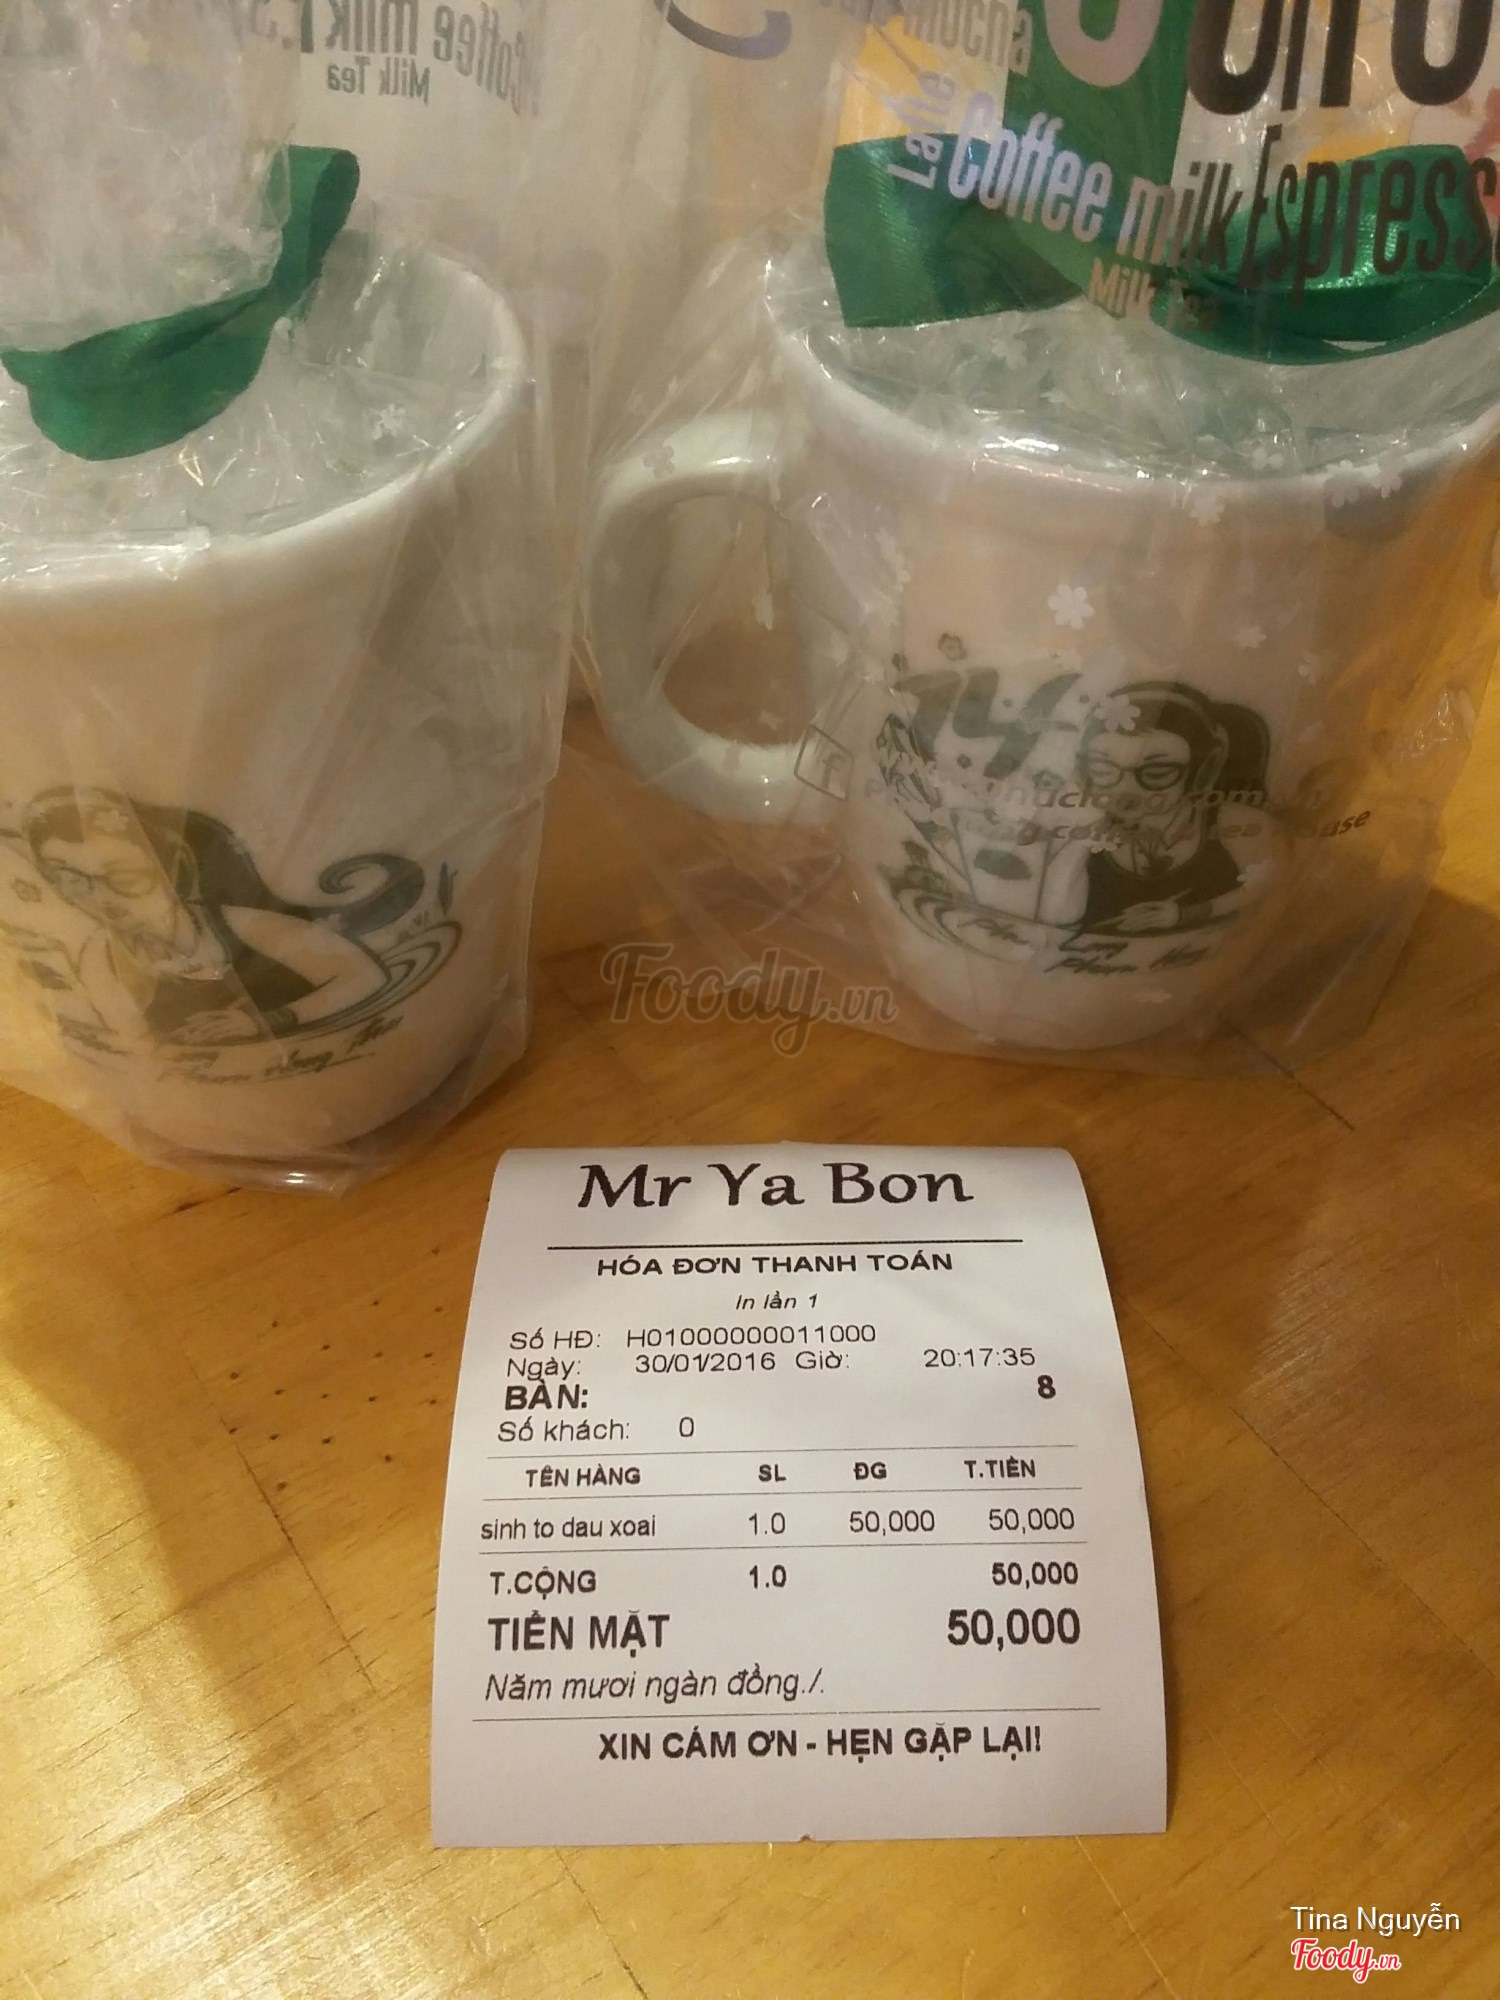 Coffee milk
Milk Tea
Coffee
Mocha
Latte
Coffee milk Espresso
Milk Tea
Foody.vn
Mr Ya Bon
HÓA ĐƠN THANH TOÁN
In lần 1
Số HĐ: H01000000011000
Ngày: 30/01/2016 Giờ: 20:17:35
BÀN: 8
Số khách: 0
TÊN HÀNG SL ĐG T.TIỀN
sinh to dau xoai 1.0 50,000 50,000
T.CỘNG 1.0 50,000
TIỀN MẶT 50,000
Năm mươi ngàn đồng./.
XIN CÁM ƠN - HẸN GẶP LẠI!
Tina Nguyễn
Foody.vn